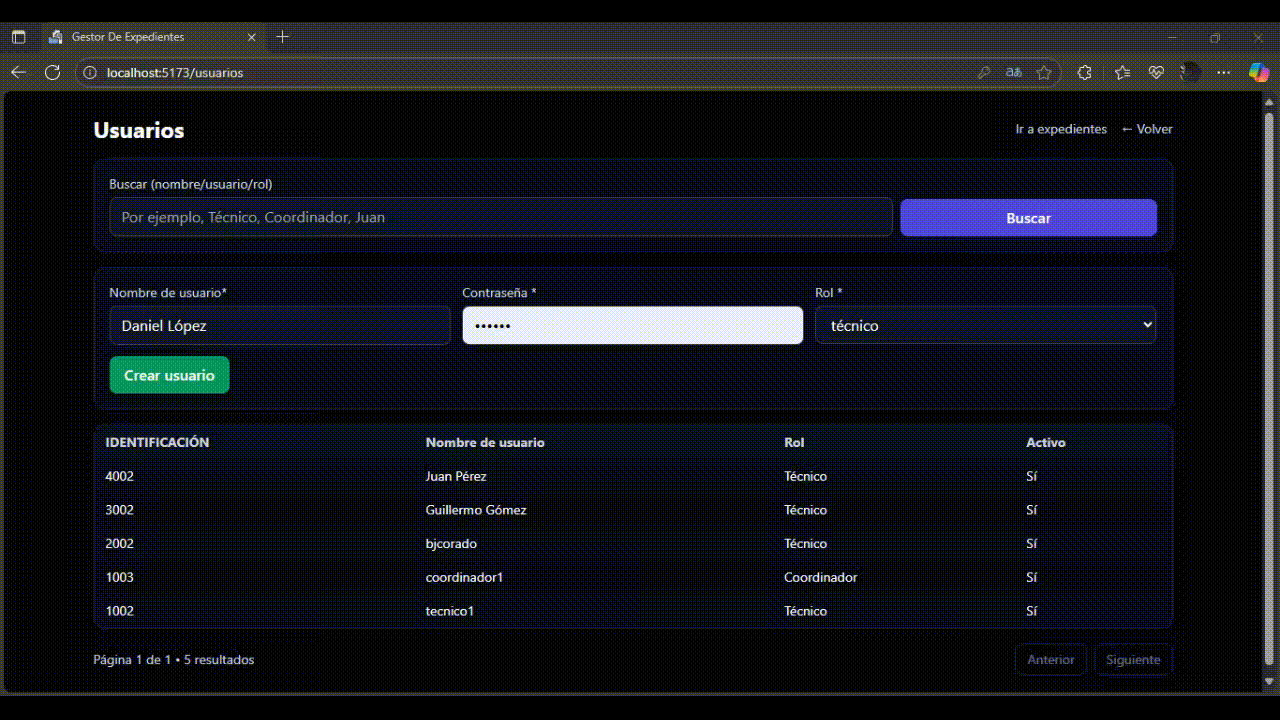 Gestor De Expedientes
localhost:5173/usuarios
aあ
Usuarios
Ir a expedientes ← Volver
Buscar (nombre/usuario/rol)
Por ejemplo, Técnico, Coordinador, Juan
Buscar
Nombre de usuario* Contraseña * Rol *
Daniel López •••••• técnico
Crear usuario
IDENTIFICACIÓN Nombre de usuario Rol Activo
4002 Juan Pérez Técnico Sí
3002 Guillermo Gómez Técnico Sí
2002 bjcorado Técnico Sí
1003 coordinador1 Coordinador Sí
1002 tecnico1 Técnico Sí
Página 1 de 1 • 5 resultados Anterior Siguiente